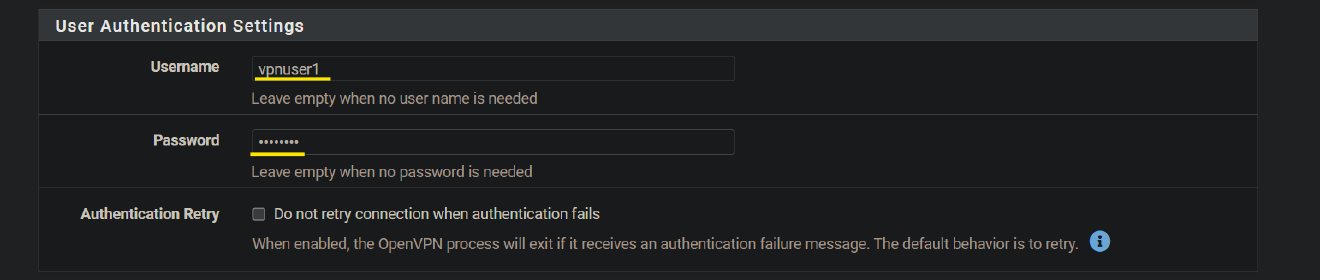 User Authentication Settings
Username
vpnuser1
Leave empty when no user name is needed
Password
••••••••
Leave empty when no password is needed
Authentication Retry
Do not retry connection when authentication fails
When enabled, the OpenVPN process will exit if it receives an authentication failure message. The default behavior is to retry.